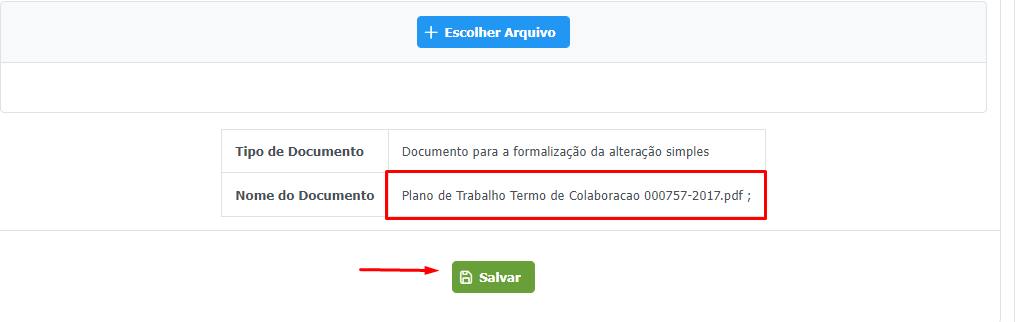 Escolher Arquivo
Tipo de Documento Documento para a formalização da alteração simples
Nome do Documento Plano de Trabalho Termo de Colaboracao 000757-2017.pdf ;
Salvar